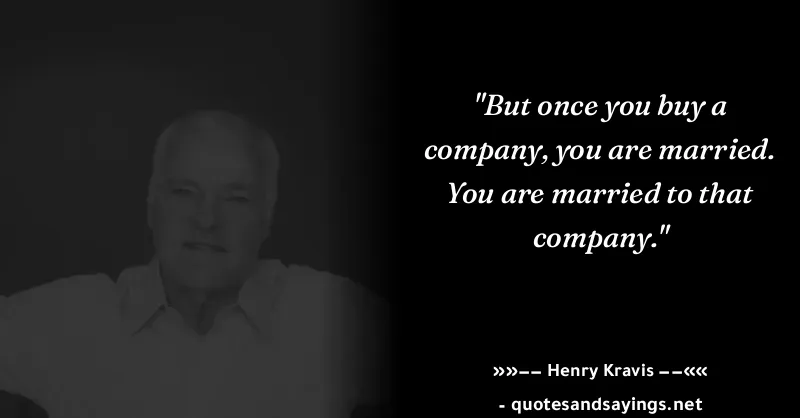 "But once you buy a
company, you are married.
You are married to that
company."
»»−− Henry Kravis −−««
- quotesandsayings.net